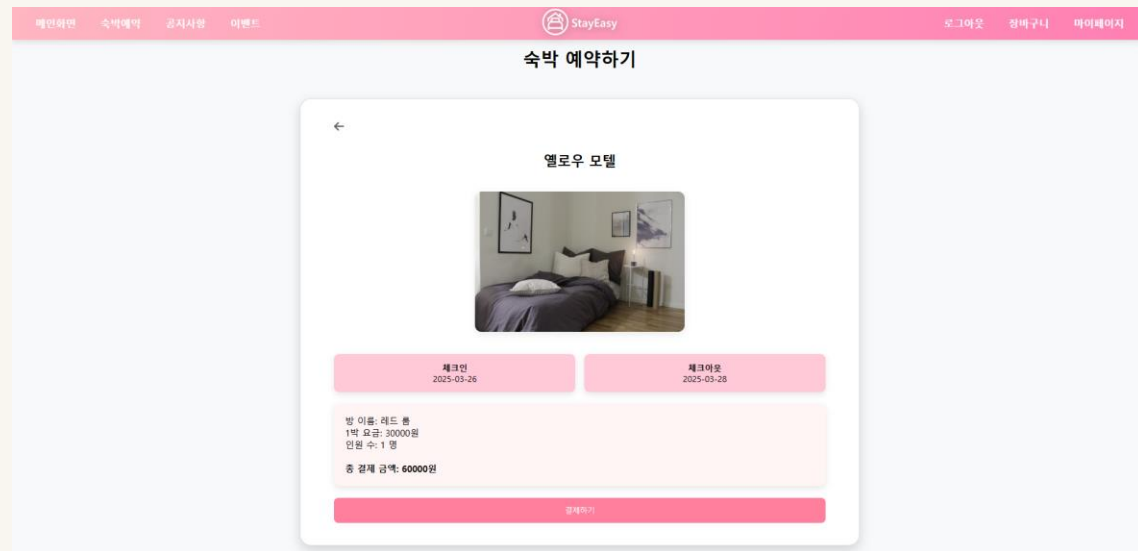 메인화면 숙박예약 공지사항 이벤트 StayEasy 로그아웃 장바구니 마이페이지
숙박 예약하기
←
옐로우 모텔
체크인 체크아웃
2025-03-26 2025-03-28
방 이름: 레드 룸
1박 요금: 30000원
인원 수: 1 명
총 결제 금액: 60000원
결제하기